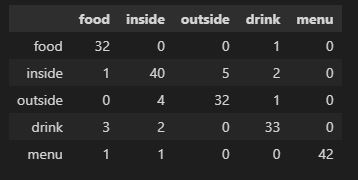 food inside outside drink menu
food 32 0 0 1 0
inside 1 40 5 2 0
outside 0 4 32 1 0
drink 3 2 0 33 0
menu 1 1 0 0 42